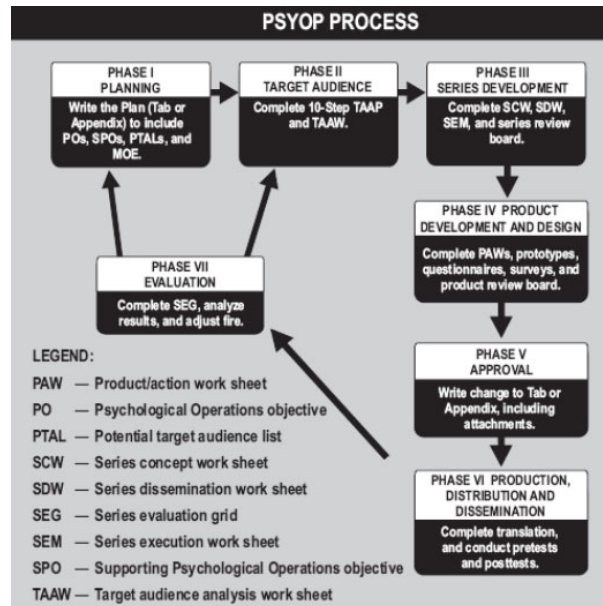 PSYOP PROCESS
PHASE I
PLANNING
Write the Plan (Tab or
Appendix) to include
POs, SPOs, PTALs, and
MOE.
PHASE II
TARGET AUDIENCE
Complete 10-Step TAAP
and TAAW.
PHASE III
SERIES DEVELOPMENT
Complete SCW, SDW,
SEM, and series review
board.
PHASE IV PRODUCT
DEVELOPMENT AND DESIGN
Complete PAWs, prototypes,
questionnaires, surveys, and
product review board.
PHASE V
APPROVAL
Write change to Tab or
Appendix, including
attachments.
PHASE VI PRODUCTION,
DISTRIBUTION AND
DISSEMINATION
Complete translation,
and conduct pretests
and posttests.
PHASE VII
EVALUATION
Complete SEG, analyze
results, and adjust fire.
LEGEND:
PAW — Product/action work sheet
PO — Psychological Operations objective
PTAL — Potential target audience list
SCW — Series concept work sheet
SDW — Series dissemination work sheet
SEG — Series evaluation grid
SEM — Series execution work sheet
SPO — Supporting Psychological Operations objective
TAAW — Target audience analysis work sheet